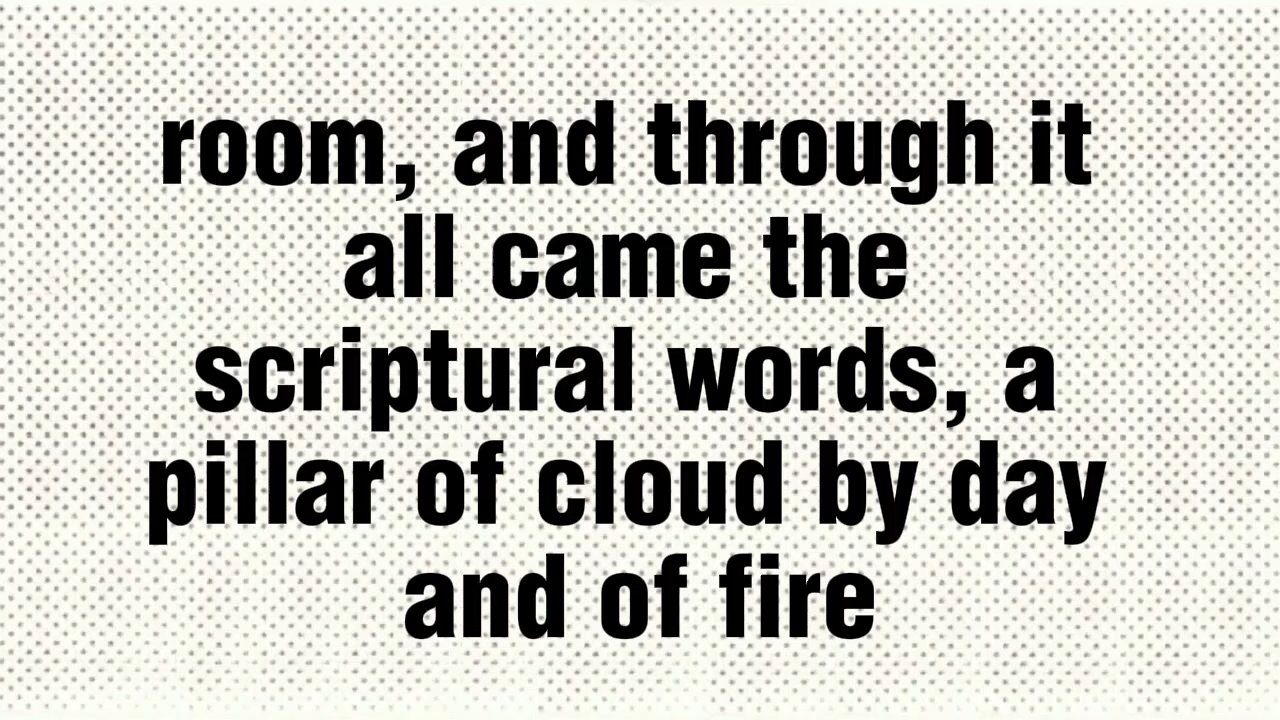 room, and through it
all came the
scriptural words, a
pillar of cloud by day
and of fire